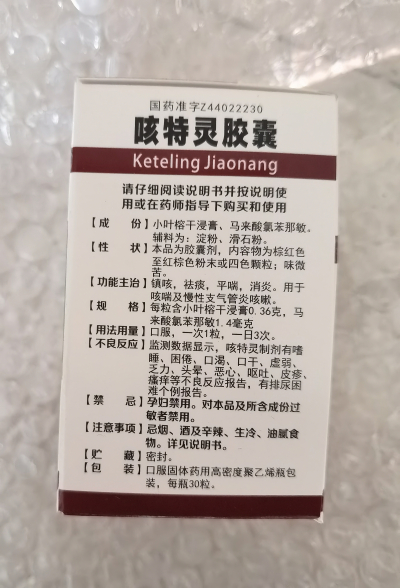 国药准字Z44022230
咳特灵胶囊
Keteling Jiaonang
请仔细阅读说明书并按说明使
用或在药师指导下购买和使用
【成 份】小叶榕干浸膏、马来酸氯苯那敏。
辅料为：淀粉、滑石粉。
【性 状】本品为胶囊剂，内容物为棕红色
至红棕色粉末或四色颗粒；味微
苦。
【功能主治】镇咳，祛痰，平喘，消炎。用于
咳喘及慢性支气管炎咳嗽。
【规 格】每粒含小叶榕干浸膏0.36克，马
来酸氯苯那敏1.4毫克
【用法用量】口服，一次1粒，一日3次。
【不良反应】监测数据显示，咳特灵制剂有嗜
睡、困倦、口渴、口干、虚弱、
乏力、头晕、恶心、呕吐、皮疹、
瘙痒等不良反应报告，有排尿困
难个例报告。
【禁 忌】孕妇禁用。对本品及所含成份过
敏者禁用。
【注意事项】忌烟、酒及辛辣、生冷、油腻食
物。详见说明书。
【贮 藏】密封。
【包 装】口服固体药用高密度聚乙烯瓶包
装，每瓶30粒。